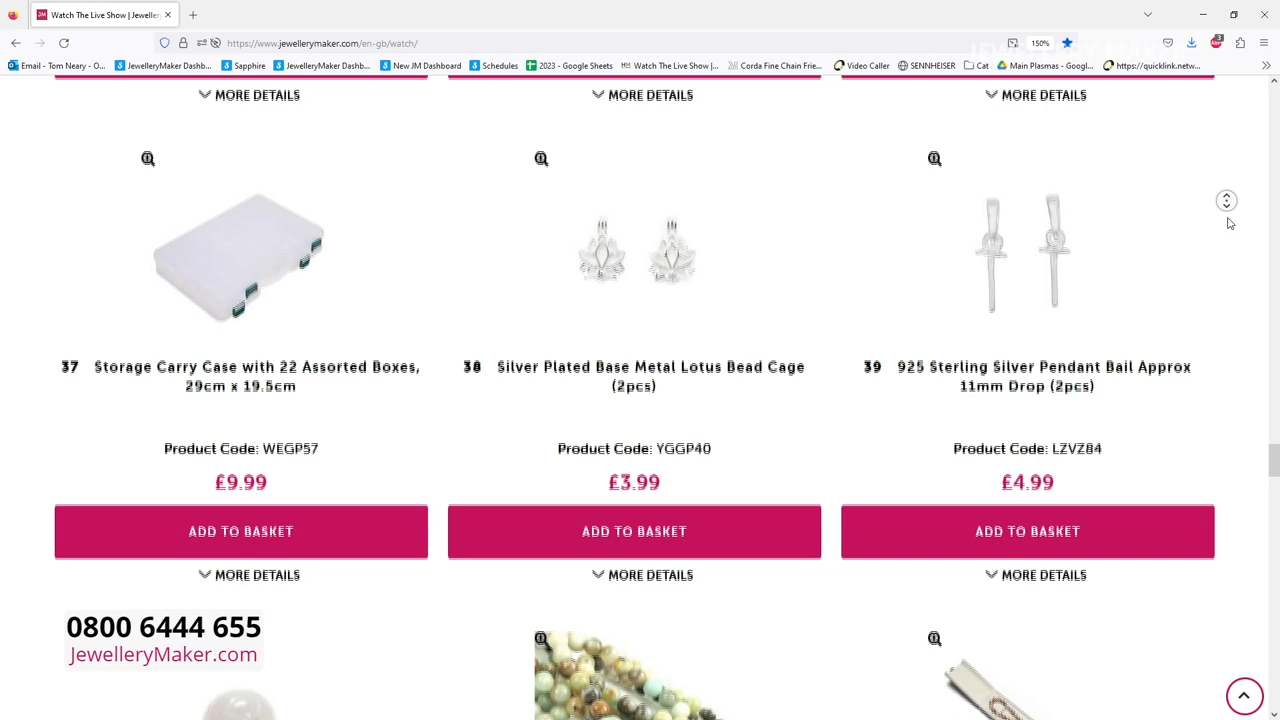 Watch The Live Show | Jeweller
https://www.jewellerymaker.com/en-gb/watch/
150%
3
Email - Tom Neary - O...
JewelleryMaker Dashb...
Sapphire
JewelleryMaker Dashb...
New JM Dashboard
Schedules
2023 - Google Sheets
Watch The Live Show |...
Corda Fine Chain Frie...
Video Caller
SENNHEISER
Cat
Main Plasmas - Googl...
https://quicklink.netw...
MORE DETAILS
MORE DETAILS
MORE DETAILS
37 Storage Carry Case with 22 Assorted Boxes,
29cm x 19.5cm
Product Code: WEGP57
£9.99
ADD TO BASKET
MORE DETAILS
38 Silver Plated Base Metal Lotus Bead Cage
(2pcs)
Product Code: YGGP40
£3.99
ADD TO BASKET
MORE DETAILS
39 925 Sterling Silver Pendant Bail Approx
11mm Drop (2pcs)
Product Code: LZVZ84
£4.99
ADD TO BASKET
MORE DETAILS
0800 6444 655
JewelleryMaker.com